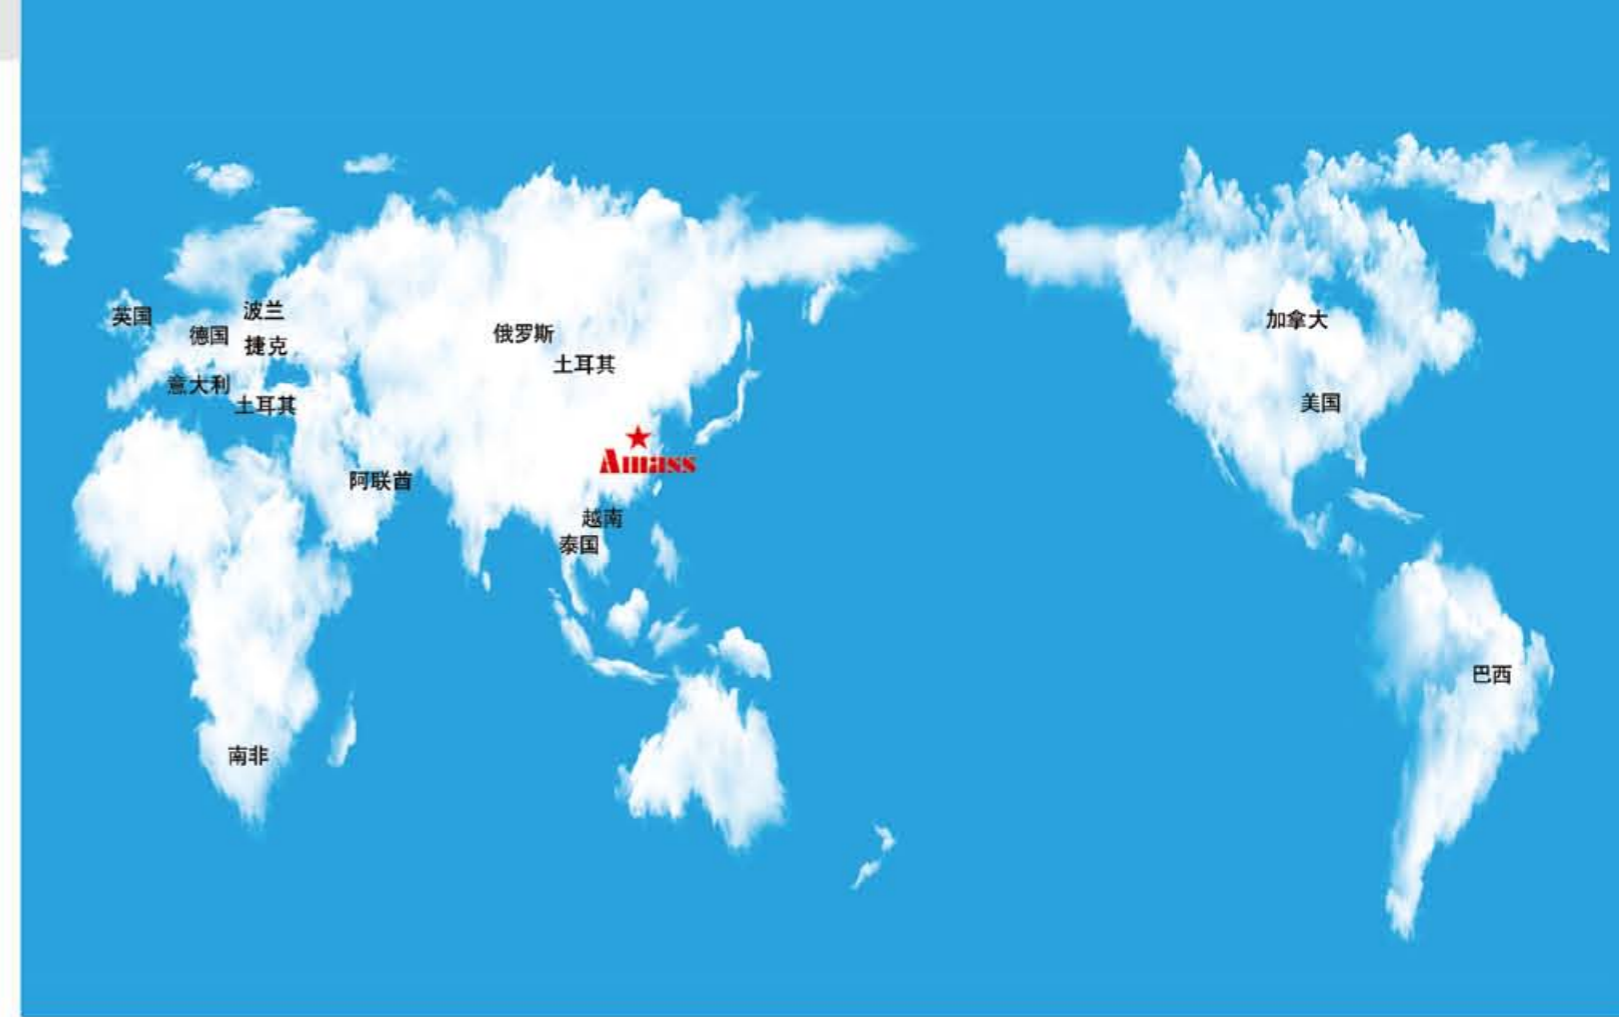 英国
波兰
德国
捷克
意大利
土耳其
俄罗斯
土耳其
Amass
阿联酋
越南
泰国
南非
加拿大
美国
巴西